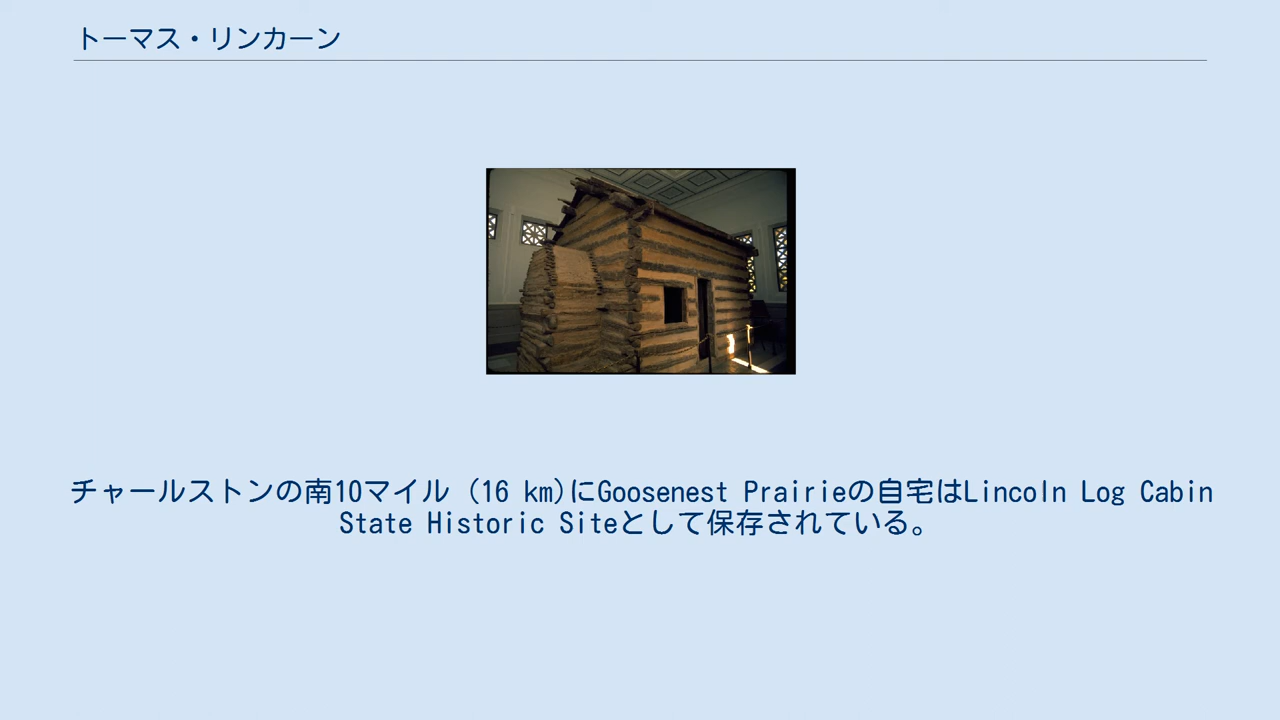 トーマス・リンカーン
チャールストンの南10マイル (16 km)にGoosenest Prairieの自宅はLincoln Log Cabin
State Historic Siteとして保存されている。